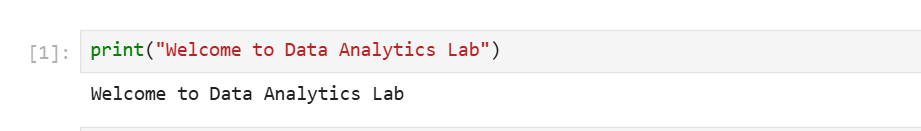 [1]: print("Welcome to Data Analytics Lab")
Welcome to Data Analytics Lab